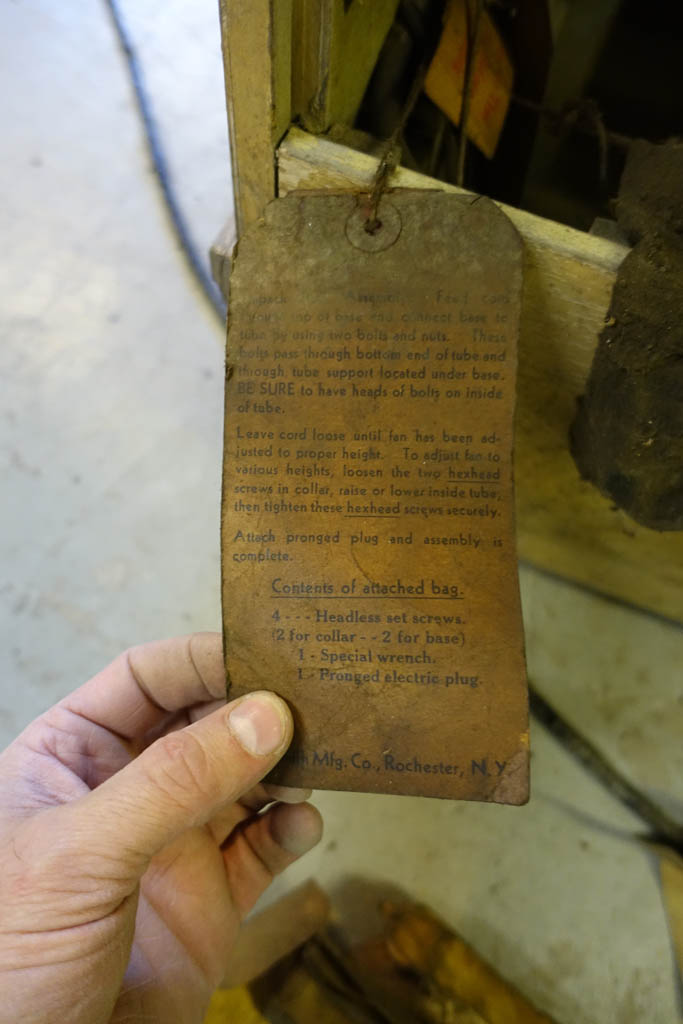 Feed cord
top of base and connect base to
tube by using two bolts and nuts. These
bolts pass through bottom end of tube and
through tube support located under base.
BE SURE to have heads of bolts on inside
of tube.
Leave cord loose until fan has been ad-
justed to proper height. To adjust fan to
various heights, loosen the two hexhead
screws in collar, raise or lower inside tube,
then tighten these hexhead screws securely.
Attach pronged plug and assembly is
complete.
Contents of attached bag.
4 - - - Headless set screws.
(2 for collar - - 2 for base)
1 - Special wrench.
1 - Pronged electric plug.
Mfg. Co., Rochester, N.Y.